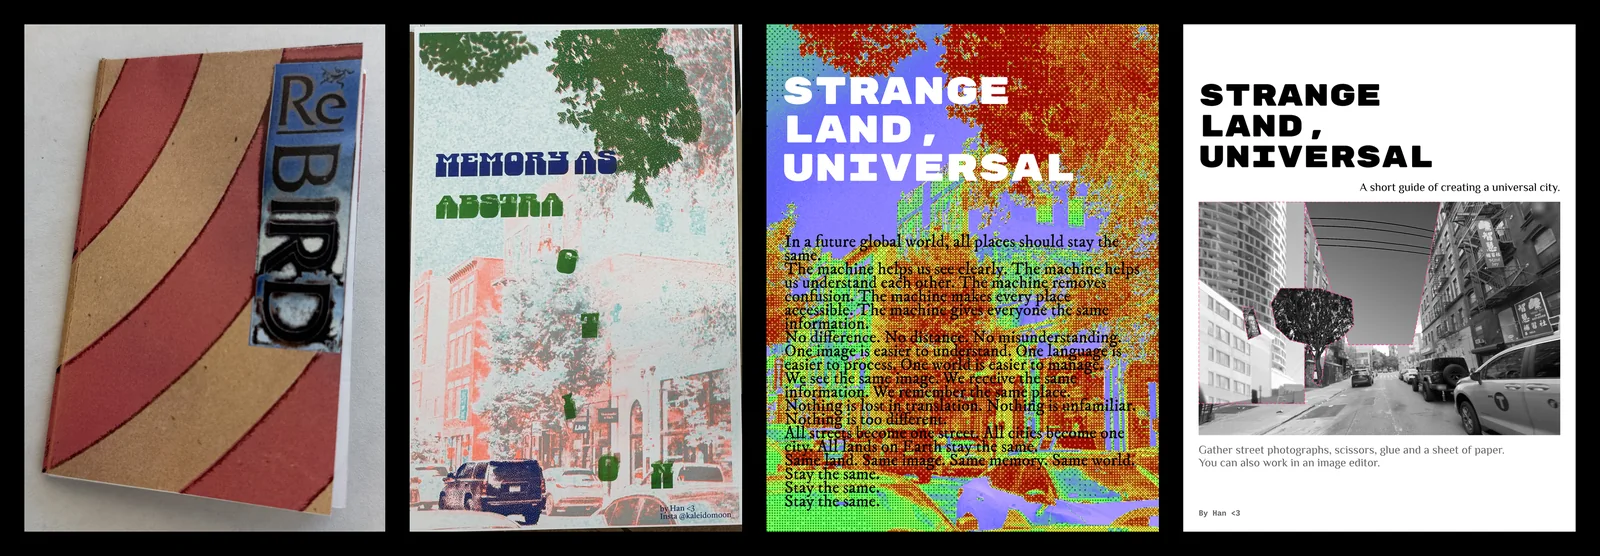 Re
BIRD
MEMORY AS
ABSTRA
C
T
I
O N
by Han <3
Insta @kaleidomoon
STRANGE
LAND,
UNIVERSAL
In a future global world, all places should stay the
same.
The machine helps us see clearly. The machine helps
us understand each other. The machine removes
confusion. The machine makes every place
accessible. The machine gives everyone the same
information.
No difference. No distance. No misunderstanding.
One image is easier to understand. One language is
easier to process. One world is easier to manage.
We see the same image. We receive the same
information. We remember the same place.
Nothing is lost in translation. Nothing is unfamiliar.
Nothing is too different.
All streets become one street. All cities become one
city. All lands on Earth stay the same.
Same land. Same image. Same memory. Same world.
Stay the same.
Stay the same.
Stay the same.
STRANGE
LAND,
UNIVERSAL
A short guide of creating a universal city.
Gather street photographs, scissors, glue and a sheet of paper.
You can also work in an image editor.
By Han <3